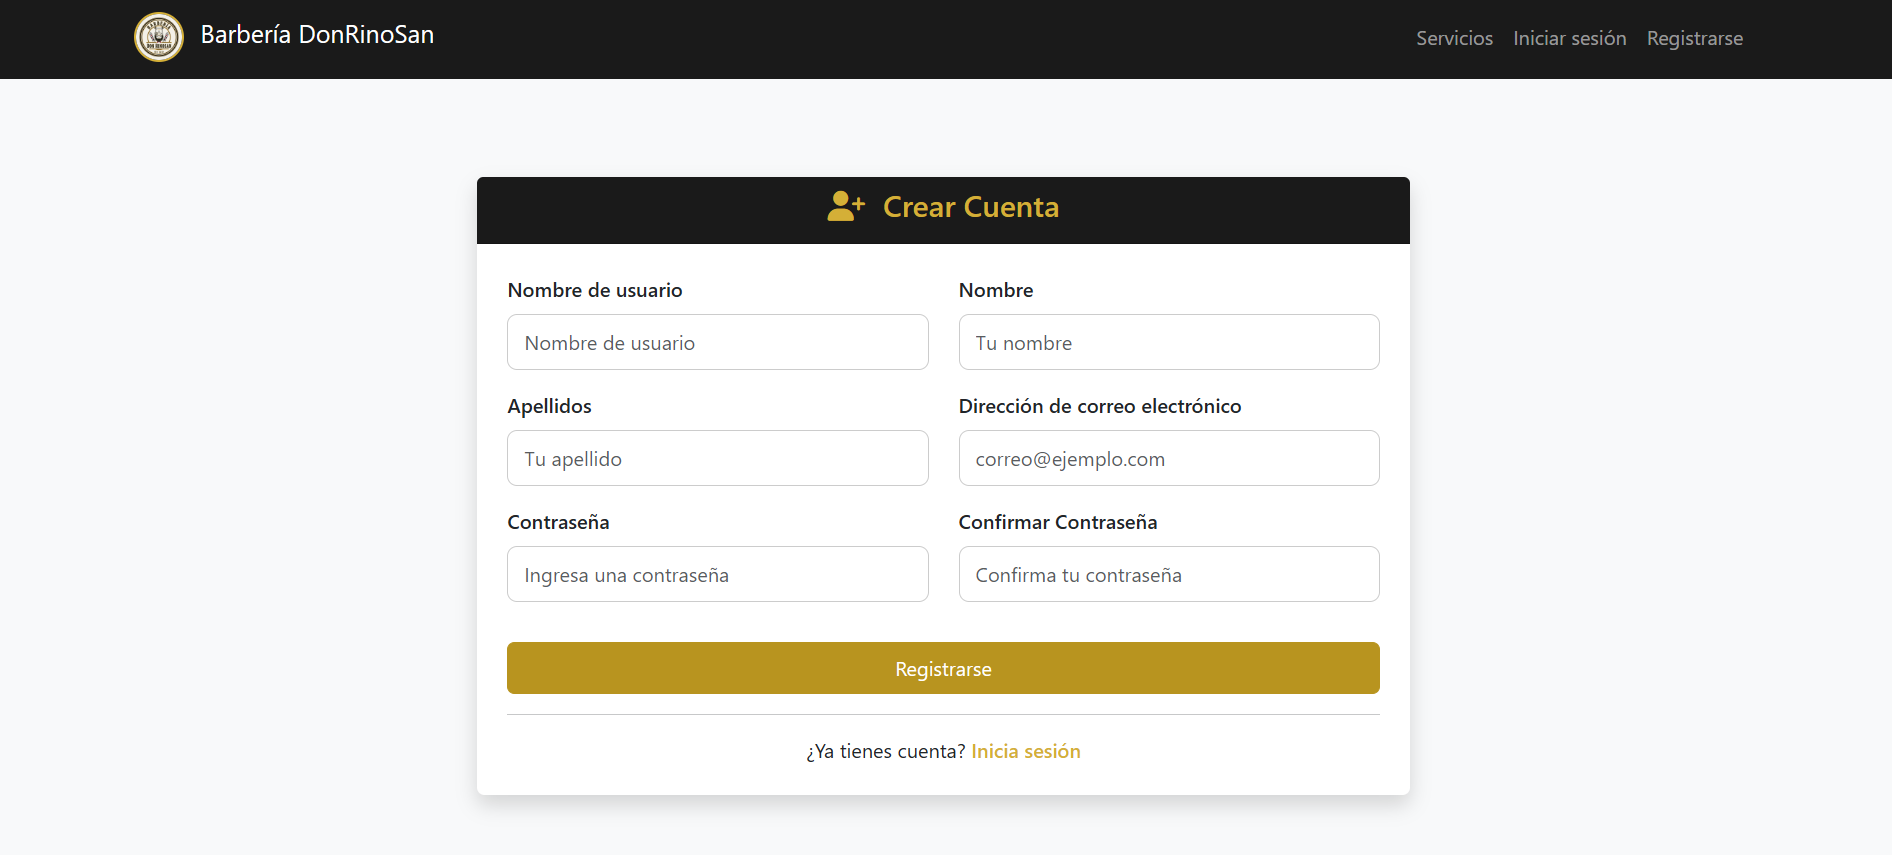 Barbería DonRinoSan
Servicios Iniciar sesión Registrarse
Crear Cuenta
Nombre de usuario Nombre
Nombre de usuario Tu nombre
Apellidos Dirección de correo electrónico
Tu apellido correo@ejemplo.com
Contraseña Confirmar Contraseña
Ingresa una contraseña Confirma tu contraseña
Registrarse
¿Ya tienes cuenta? Inicia sesión